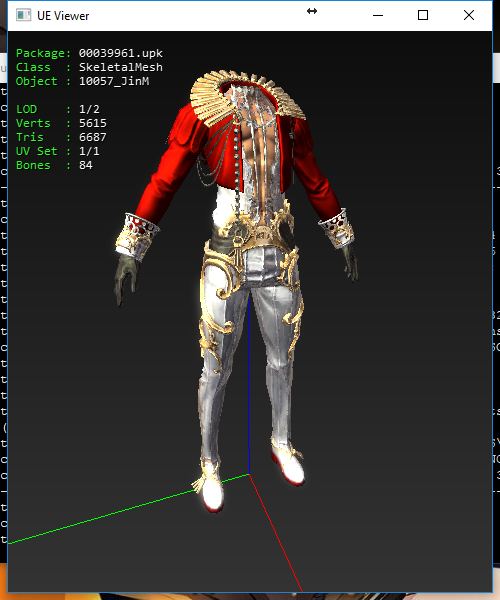 UE Viewer
Package: 00039961.upk
Class : SkeletalMesh
Object : 10057_JinM
LOD : 1/2
Verts : 5615
Tris : 6687
UV Set : 1/1
Bones : 84